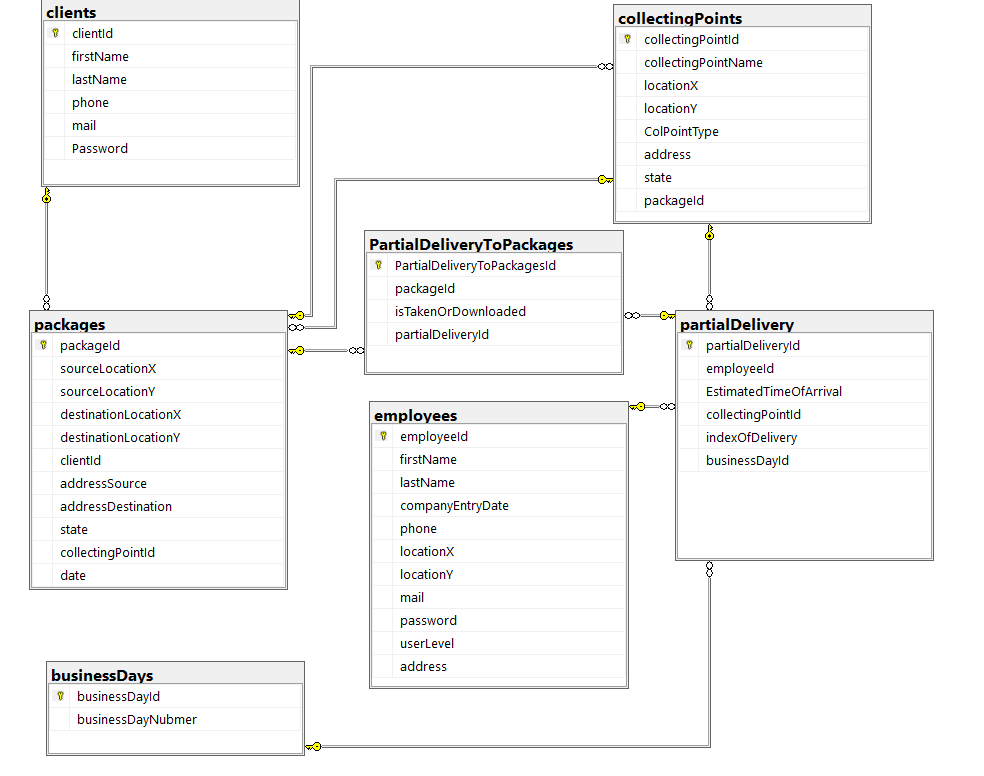 clients
clientId
firstName
lastName
phone
mail
Password
collectingPoints
collectingPointId
collectingPointName
locationX
locationY
ColPointType
address
state
packageId
PartialDeliveryToPackages
PartialDeliveryToPackagesId
packageId
isTakenOrDownloaded
partialDeliveryId
packages
packageId
sourceLocationX
sourceLocationY
destinationLocationX
destinationLocationY
clientId
addressSource
addressDestination
state
collectingPointId
date
partialDelivery
partialDeliveryId
employeeId
EstimatedTimeOfArrival
collectingPointId
indexOfDelivery
businessDayId
employees
employeeId
firstName
lastName
companyEntryDate
phone
locationX
locationY
mail
password
userLevel
address
businessDays
businessDayId
businessDayNubmer